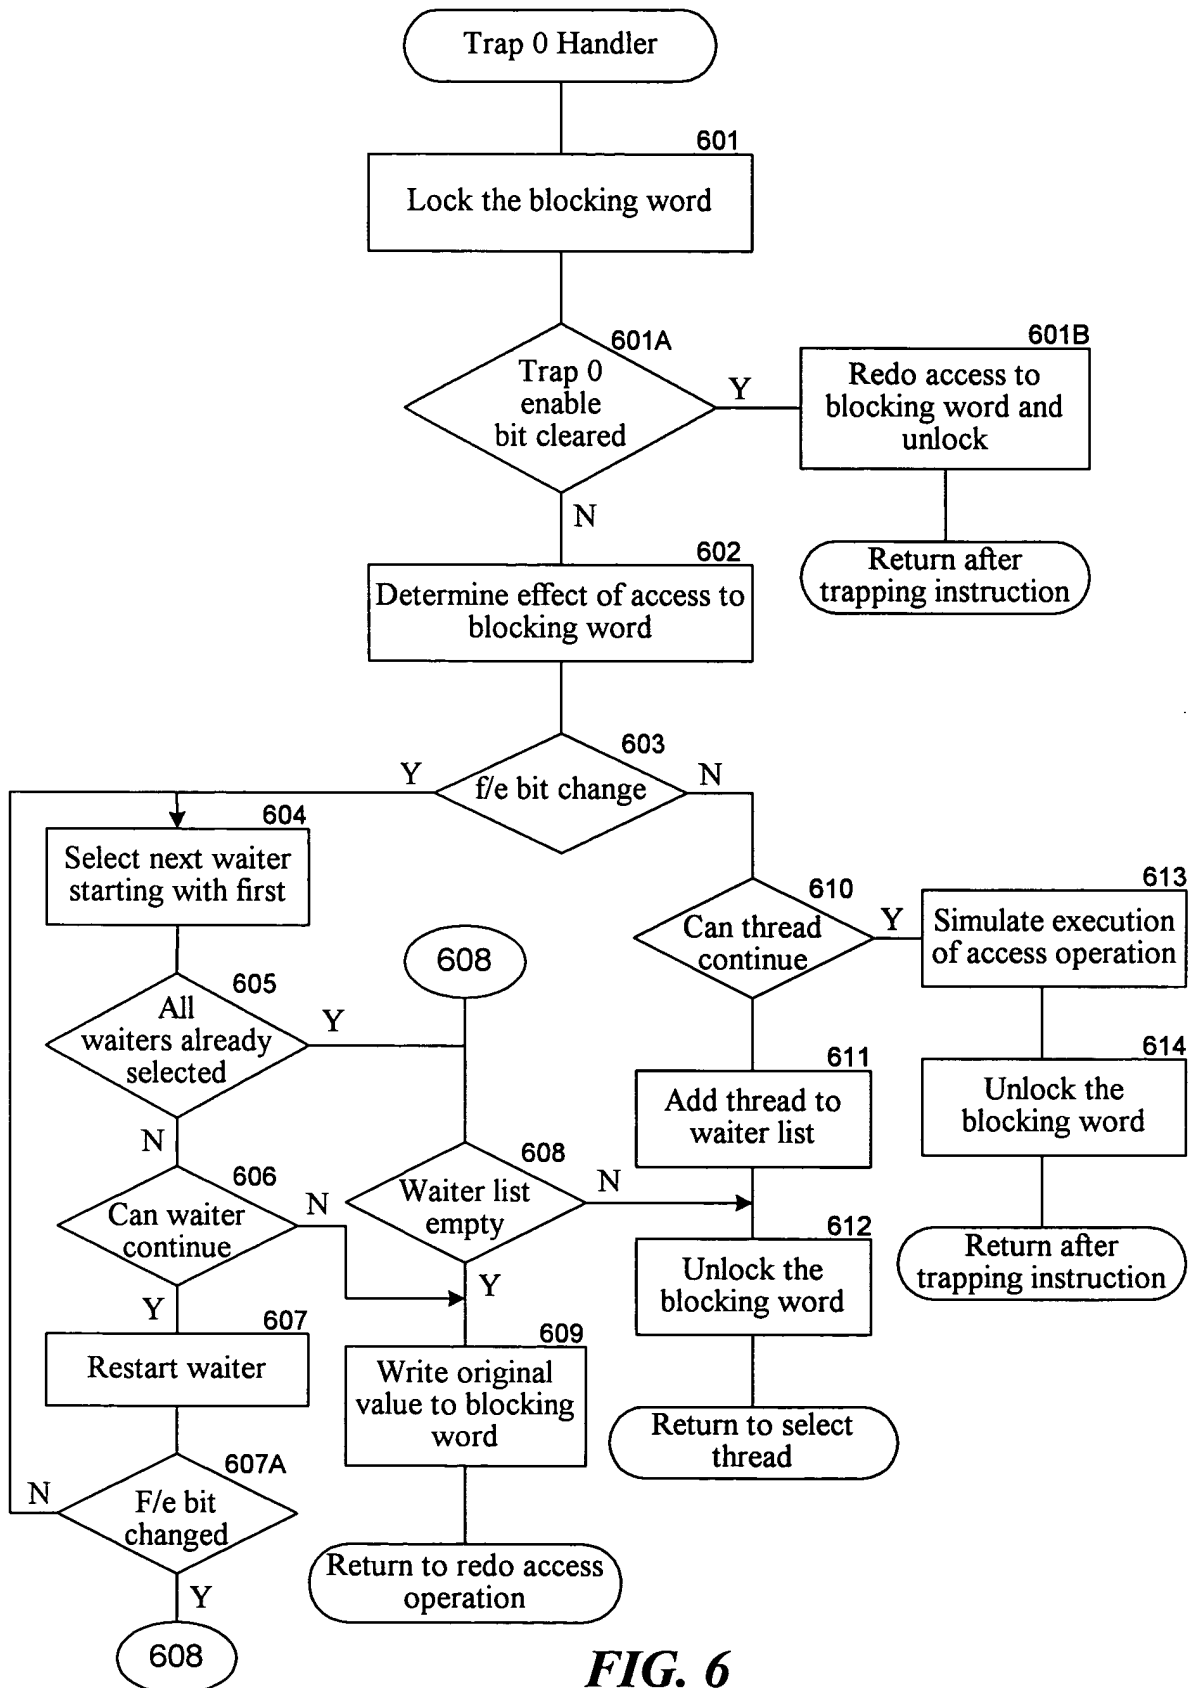 Trap 0 Handler
601
Lock the blocking word
601A
Trap 0
enable
bit cleared
Y
601B
Redo access to
blocking word and
unlock
N
Return after
trapping instruction
602
Determine effect of access to
blocking word
603
f/e bit change
Y
N
604
Select next waiter
starting with first
605
All
waiters already
selected
Y
N
606
Can waiter
continue
N
Y
607
Restart waiter
607A
F/e bit
changed
N
Y
608
608
608
Waiter list
empty
N
Y
609
Write original
value to blocking
word
Return to redo access
operation
610
Can thread
continue
Y
611
Add thread to
waiter list
612
Unlock the
blocking word
Return to select
thread
613
Simulate execution
of access operation
614
Unlock the
blocking word
Return after
trapping instruction
FIG. 6